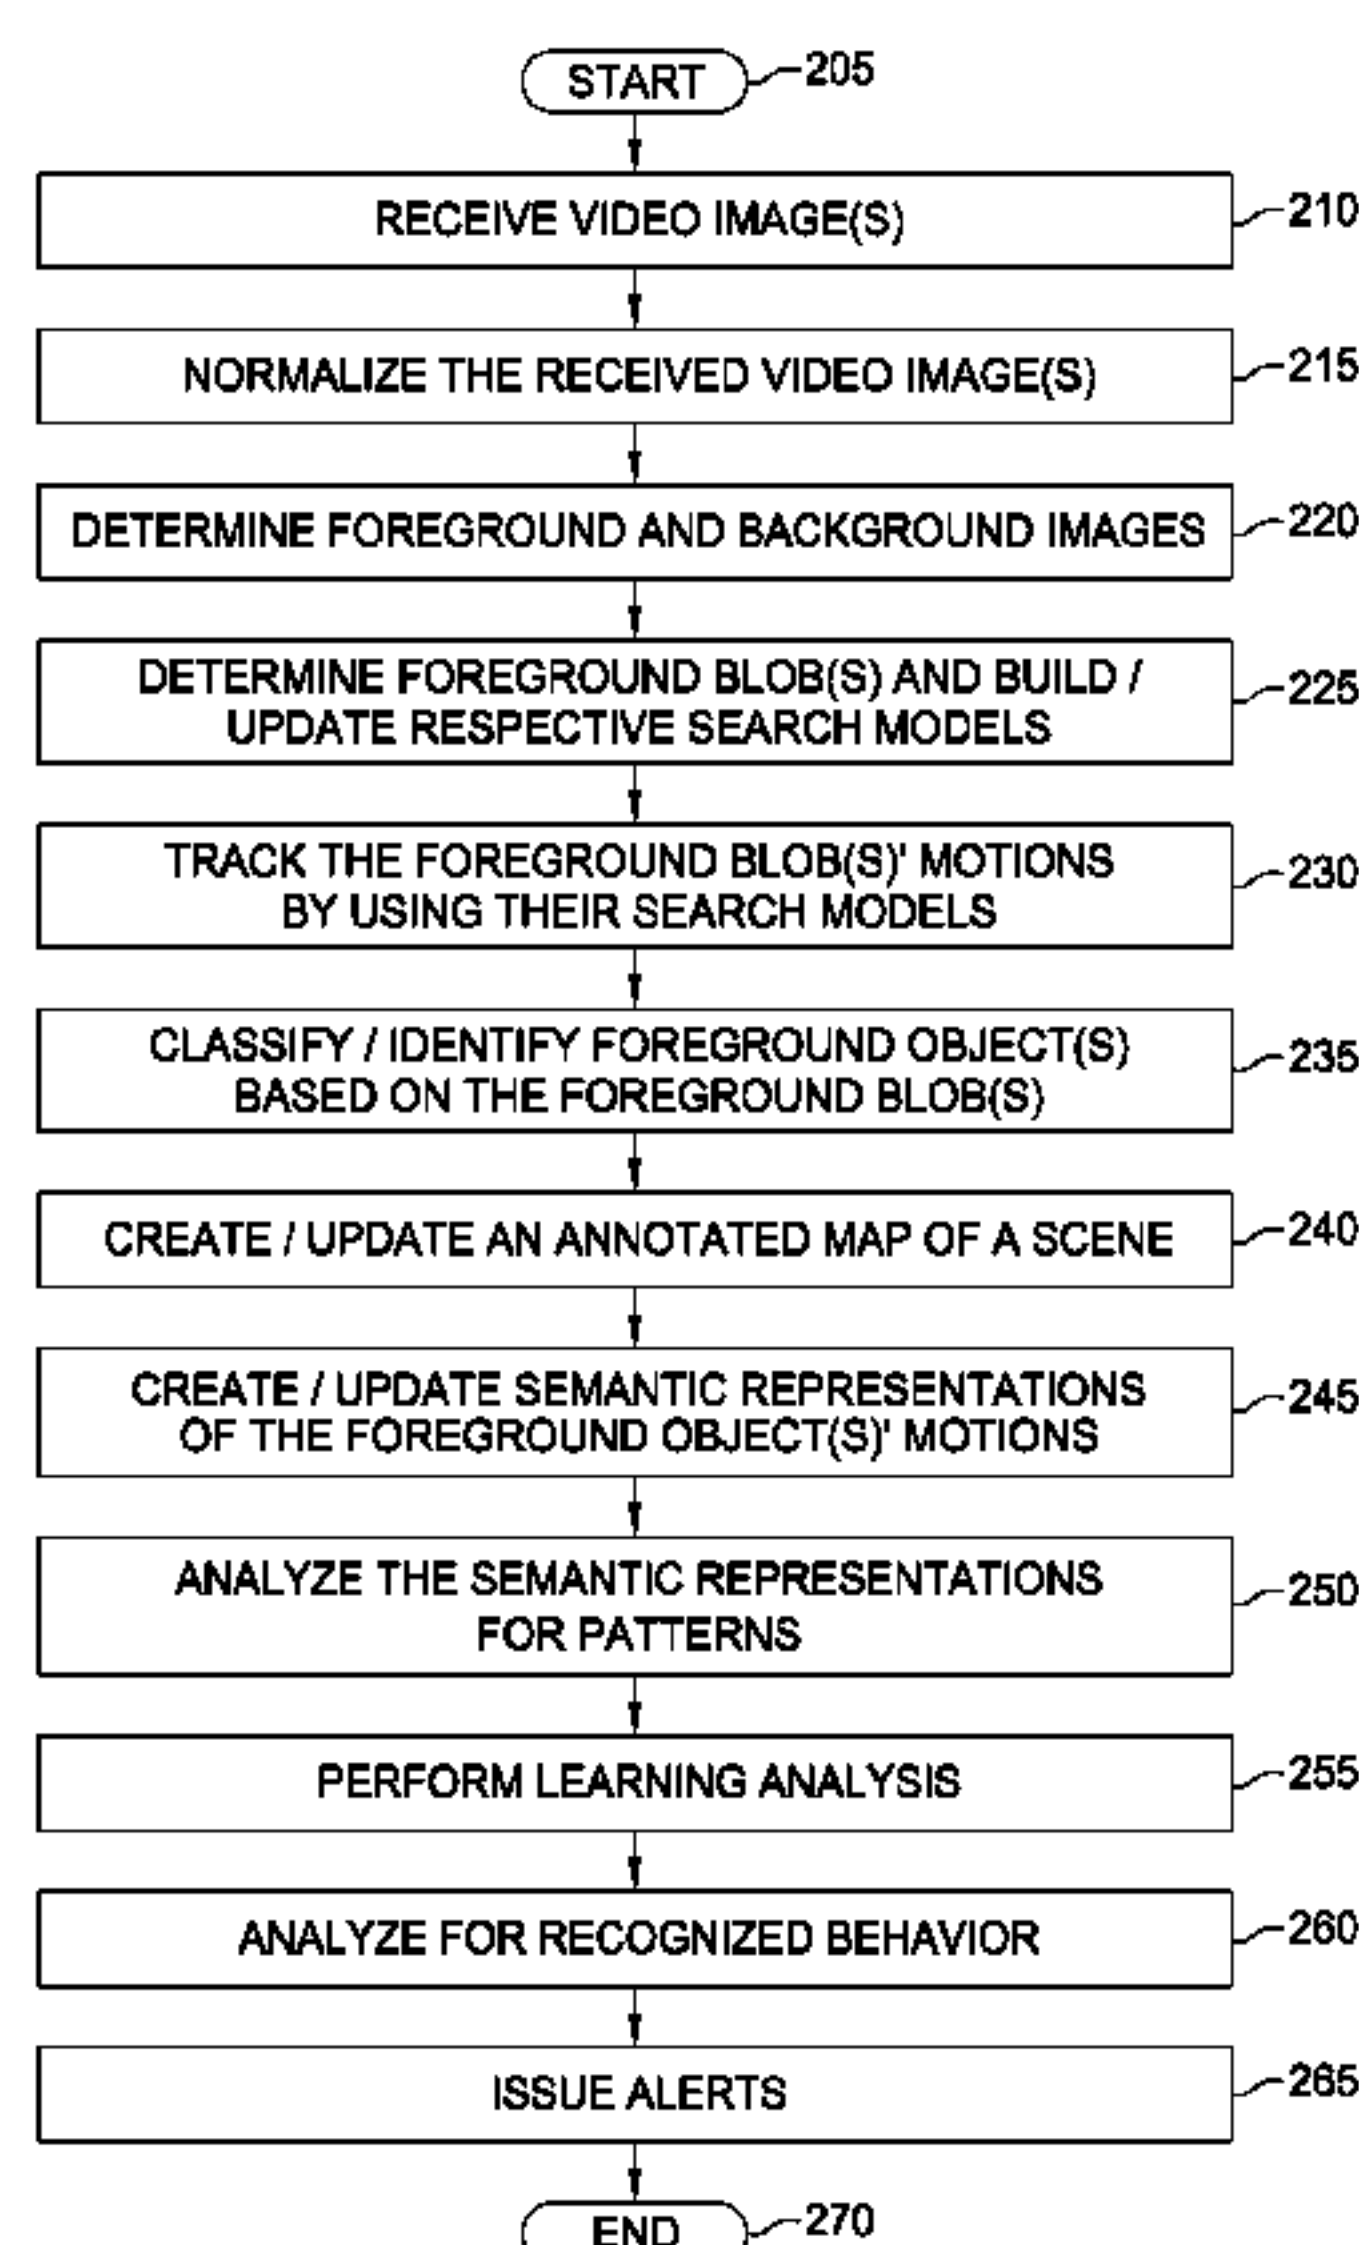 START
205
RECEIVE VIDEO IMAGE(S)
210
NORMALIZE THE RECEIVED VIDEO IMAGE(S)
215
DETERMINE FOREGROUND AND BACKGROUND IMAGES
220
DETERMINE FOREGROUND BLOB(S) AND BUILD /
UPDATE RESPECTIVE SEARCH MODELS
225
TRACK THE FOREGROUND BLOB(S)' MOTIONS
BY USING THEIR SEARCH MODELS
230
CLASSIFY / IDENTIFY FOREGROUND OBJECT(S)
BASED ON THE FOREGROUND BLOB(S)
235
CREATE / UPDATE AN ANNOTATED MAP OF A SCENE
240
CREATE / UPDATE SEMANTIC REPRESENTATIONS
OF THE FOREGROUND OBJECT(S)' MOTIONS
245
ANALYZE THE SEMANTIC REPRESENTATIONS
FOR PATTERNS
250
PERFORM LEARNING ANALYSIS
255
ANALYZE FOR RECOGNIZED BEHAVIOR
260
ISSUE ALERTS
265
END
270